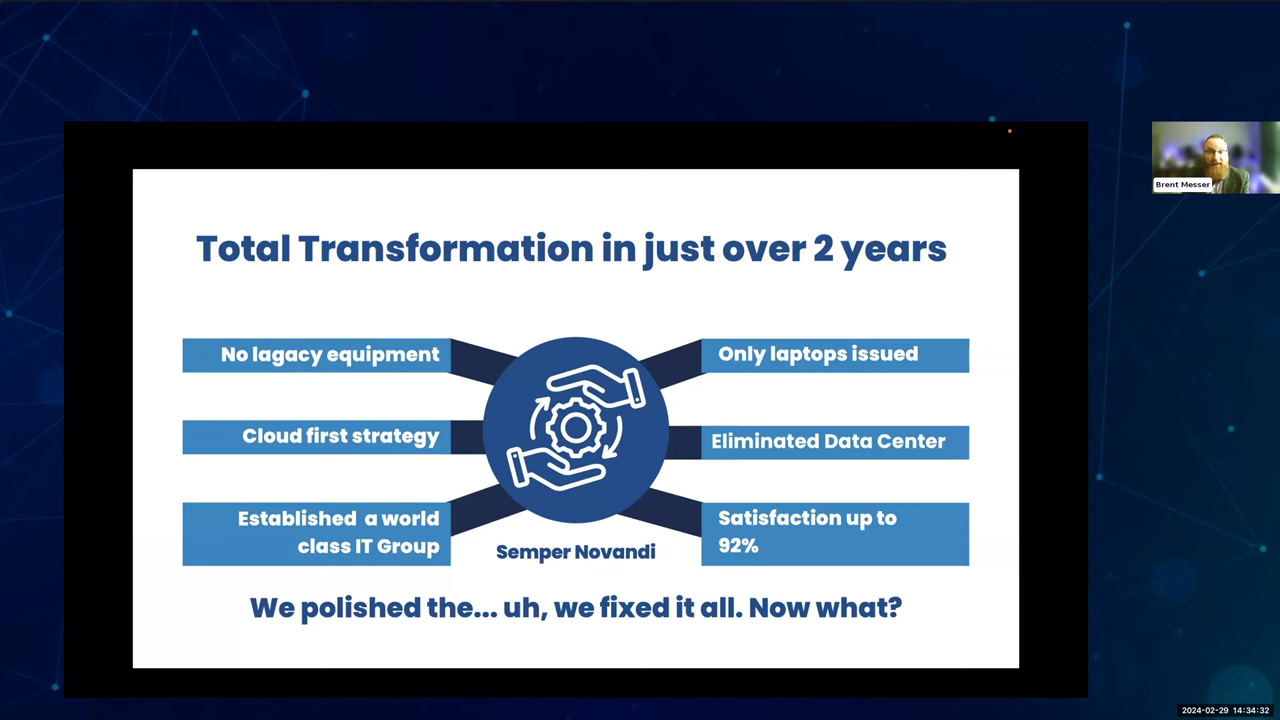 Total Transformation in just over 2 years
No lagacy equipment
Only laptops issued
Cloud first strategy
Eliminated Data Center
Established a world
class IT Group
Satisfaction up to
92%
Semper Novandi
We polished the... uh, we fixed it all. Now what?
Brent Messer
2024-02-29 14:34:32